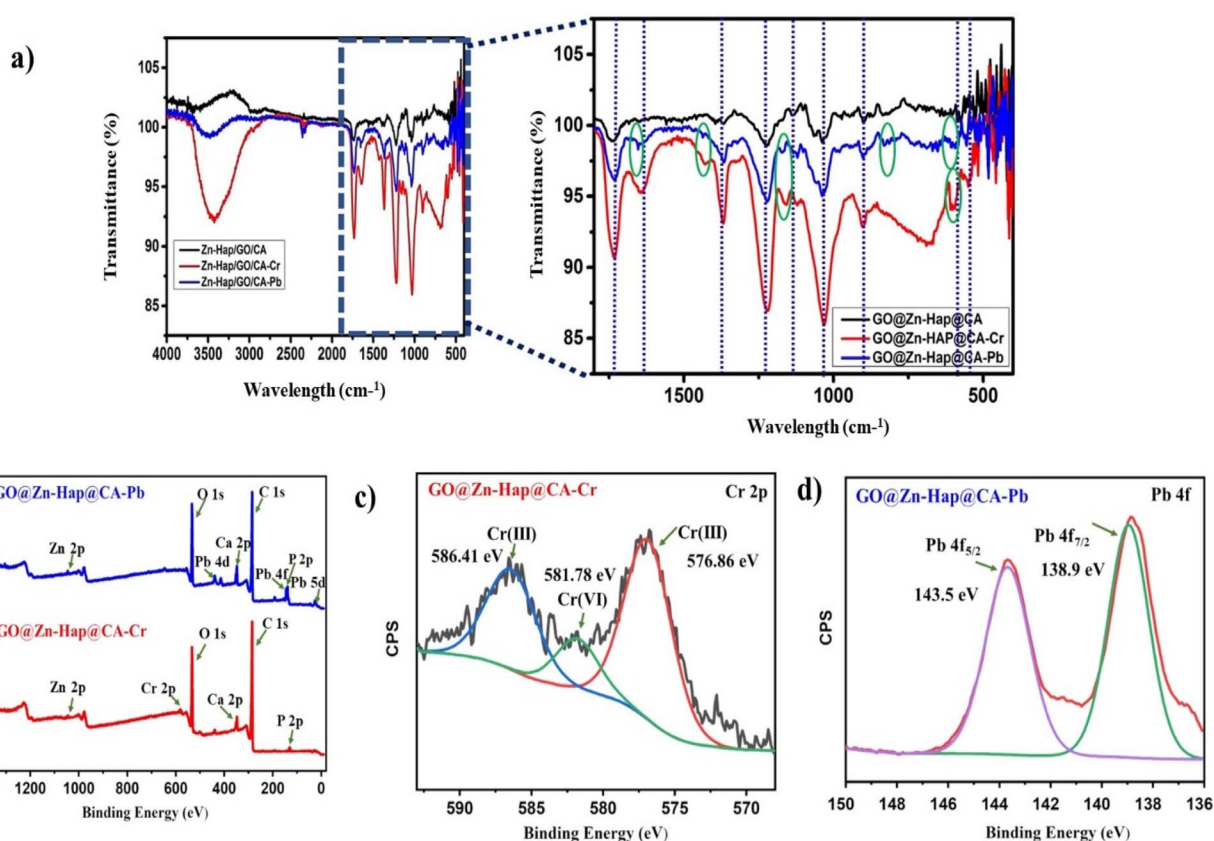 a)
105
100
95
90
85
Transmittance (%)
Zn-Hap/GO/CA
Zn-Hap/GO/CA-Cr
Zn-Hap/GO/CA-Pb
4000 3500 3000 2500 2000 1500 1000 500
Wavelength (cm-1)
105
100
95
90
85
Transmittance (%)
GO@Zn-Hap@CA
GO@Zn-HAP@CA-Cr
GO@Zn-Hap@CA-Pb
1500 1000 500
Wavelength (cm-1)
GO@Zn-Hap@CA-Pb
O 1s
C 1s
Zn 2p
Pb 4d
Ca 2p
Pb 4f
P 2p
Pb 5d
GO@Zn-Hap@CA-Cr
O 1s
C 1s
Zn 2p
Cr 2p
Ca 2p
P 2p
1200 1000 800 600 400 200 0
Binding Energy (eV)
c)
GO@Zn-Hap@CA-Cr
Cr 2p
Cr(III)
586.41 eV
581.78 eV
Cr(VI)
Cr(III)
576.86 eV
CPS
590 585 580 575 570
Binding Energy (eV)
d)
GO@Zn-Hap@CA-Pb
Pb 4f
Pb 4f5/2
143.5 eV
Pb 4f7/2
138.9 eV
CPS
150 148 146 144 142 140 138 136
Binding Energy (eV)